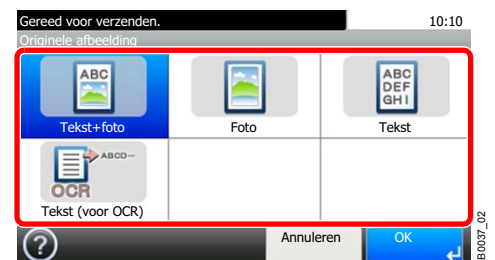 Gereed voor verzenden. 10:10
Originele afbeelding
ABC
ABC
DEF
GHI
Tekst+foto Foto Tekst
ABCD...
OCR
Tekst (voor OCR)
? Annuleren OK
B0037_02